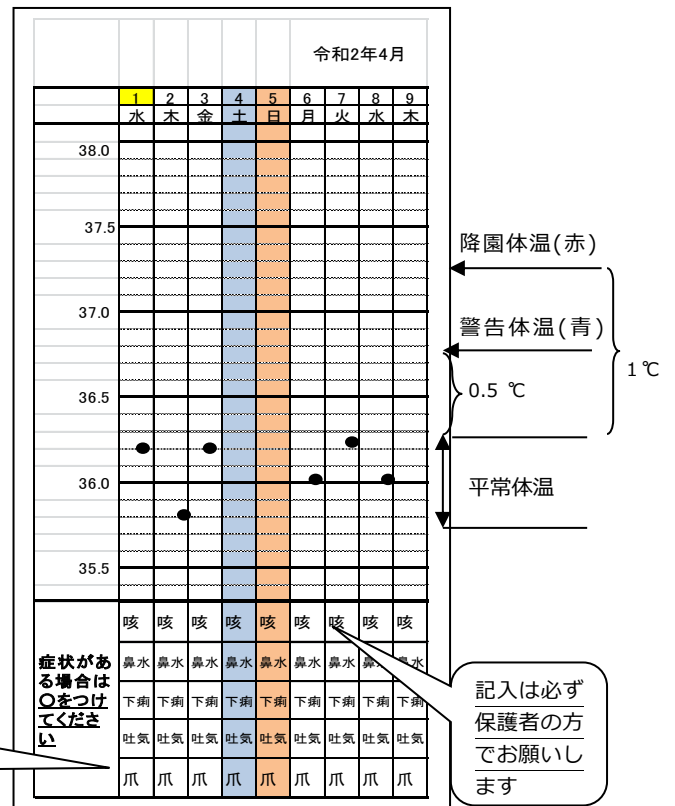 令和2年4月
1 2 3 4 5 6 7 8 9
水 木 金 土 日 月 火 水 木
38.0
37.5
降園体温(赤)
37.0
警告体温(青)
1℃
36.5
0.5 ℃
36.0
平常体温
35.5
咳 咳 咳 咳 咳 咳 咳 咳 咳
症状があ
る場合は
〇をつけ
てくださ
い
鼻水 鼻水 鼻水 鼻水 鼻水 鼻水 鼻水 鼻水 鼻水
下痢 下痢 下痢 下痢 下痢 下痢 下痢 下痢 下痢
吐気 吐気 吐気 吐気 吐気 吐気 吐気 吐気 吐気
爪 爪 爪 爪 爪 爪 爪 爪 爪
記入は必ず
保護者の方
でお願いし
ます